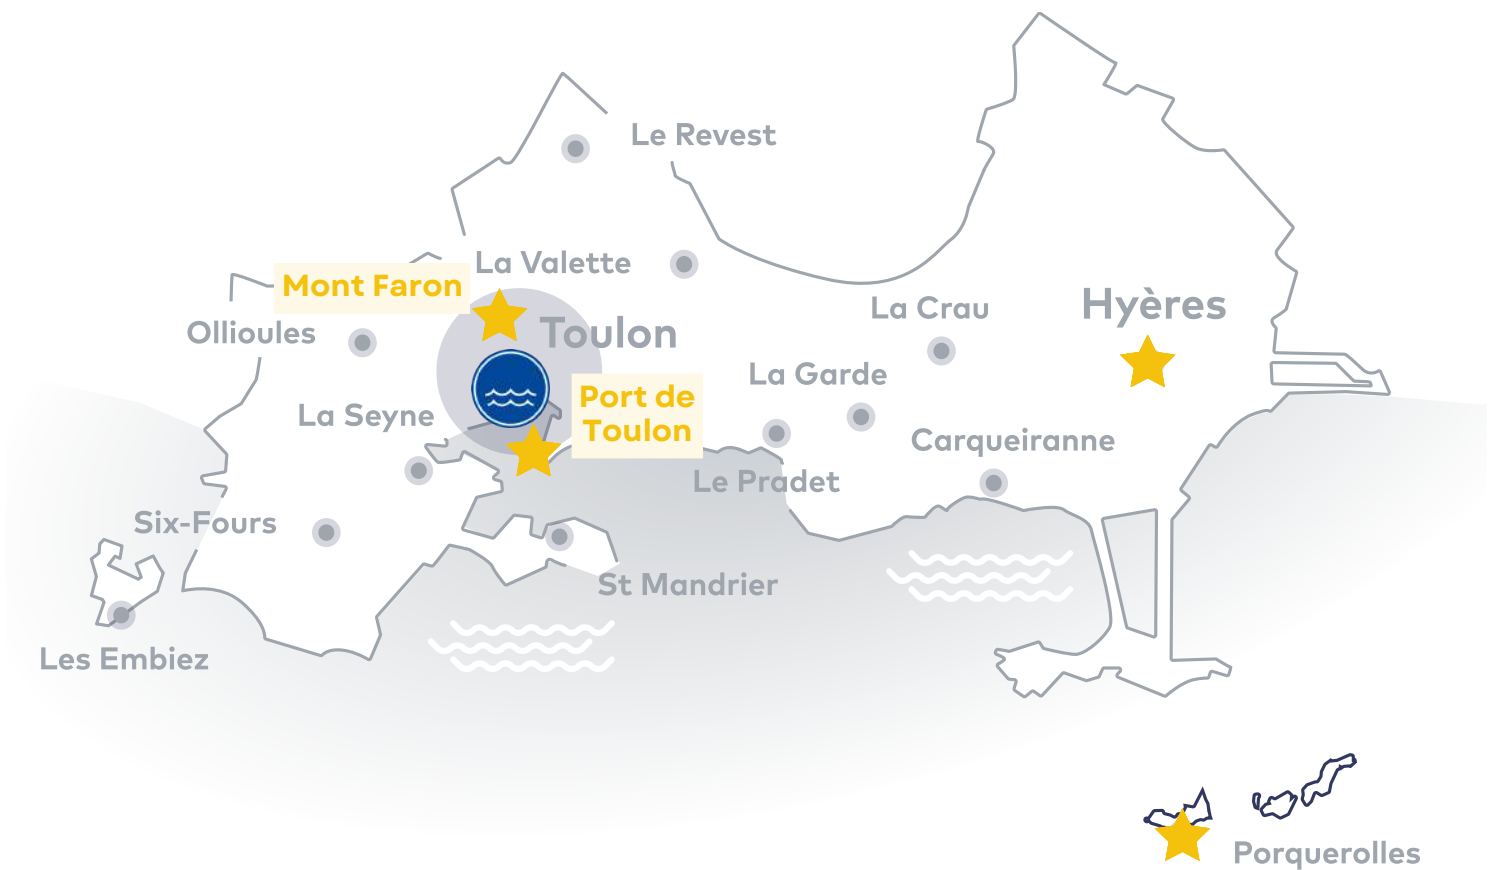 Le Revest
La Valette
Mont Faron
La Crau
Hyères
Ollioules
Toulon
La Garde
Port de
Toulon
La Seyne
Carqueiranne
Le Pradet
Six-Fours
St Mandrier
Les Embiez
Porquerolles